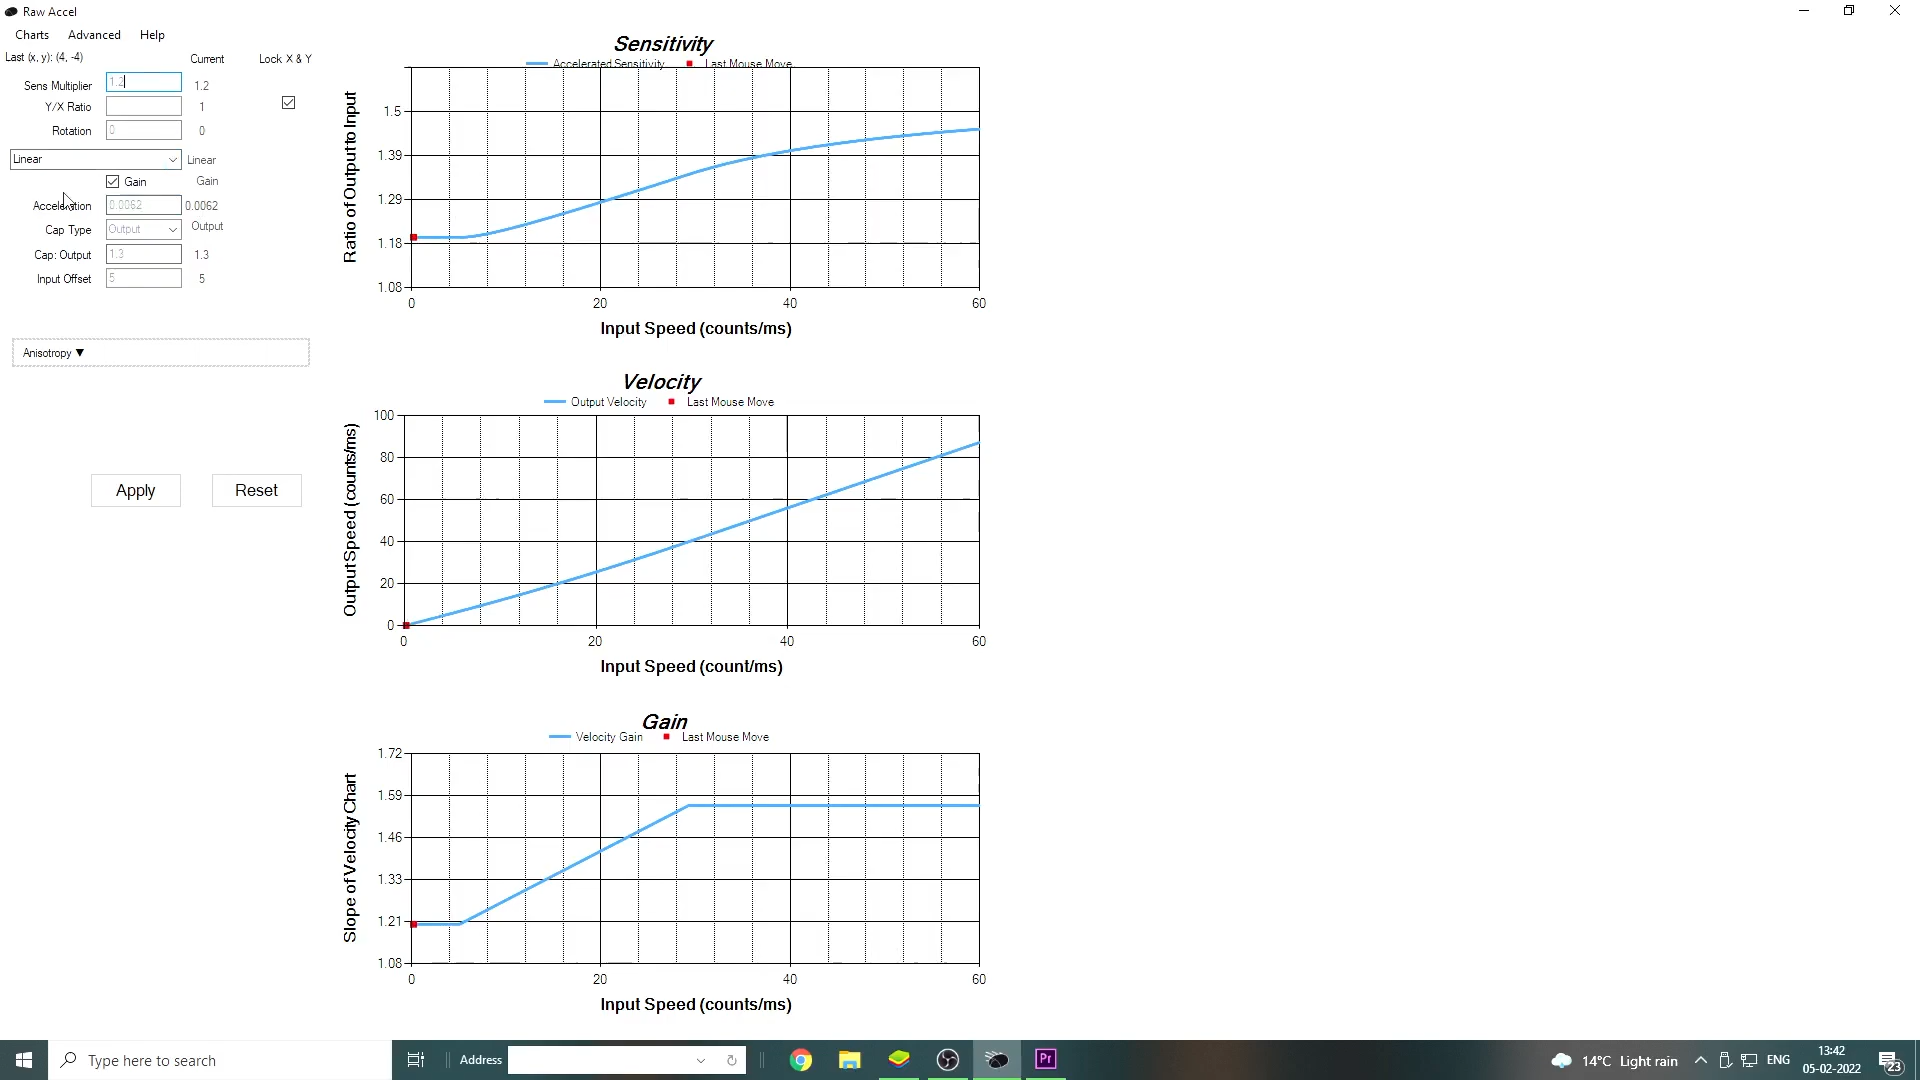 Raw Accel
Charts Advanced Help
Last (x, y): (4, -4) Current Lock X & Y
Sens Multiplier 1.2 1.2
Y/X Ratio 1
Rotation 0 0
Linear Linear
Gain Gain
Acceleration 0.0062 0.0062
Cap Type Output Output
Cap: Output 1.3 1.3
Input Offset 5 5
Anisotropy ▼
Apply Reset
Sensitivity
Accelerated Sensitivity Last Mouse Move
Ratio of Output to Input
1.5
1.39
1.29
1.18
1.08
0 20 40 60
Input Speed (counts/ms)
Velocity
Output Velocity Last Mouse Move
Output Speed (counts/ms)
100
80
60
40
20
0
0 20 40 60
Input Speed (count/ms)
Gain
Velocity Gain Last Mouse Move
Slope of Velocity Chart
1.72
1.59
1.46
1.33
1.21
1.08
0 20 40 60
Input Speed (counts/ms)
Type here to search
Address
Pr
14°C Light rain
ENG
13:42
05-02-2022
23